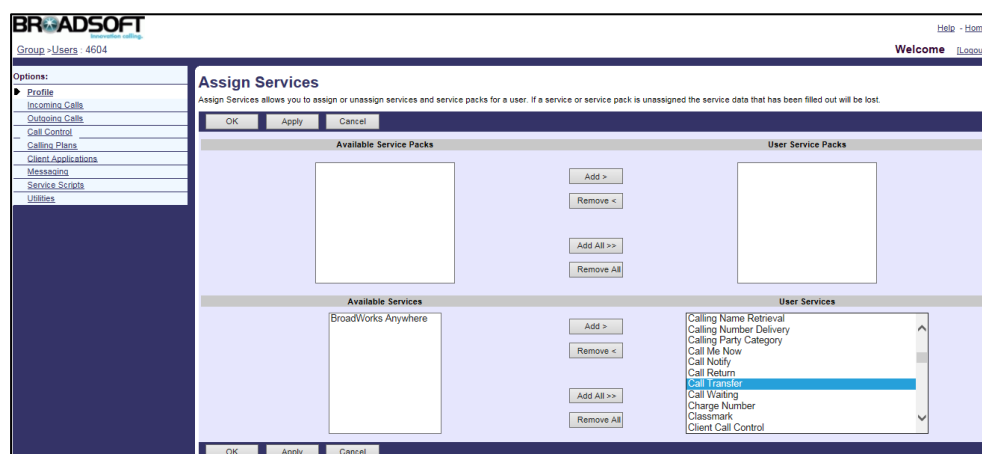 BROADSOFT
innovation calling.
Help - Hom
Group >Users : 4604
Welcome [Logou
Options:
Profile
Incoming Calls
Outgoing Calls
Call Control
Calling Plans
Client Applications
Messaging
Service Scripts
Utilities
Assign Services
Assign Services allows you to assign or unassign services and service packs for a user. If a service or service pack is unassigned the service data that has been filled out will be lost.
OK Apply Cancel
Available Service Packs User Service Packs
Add >
Remove <
Add All >>
Remove All
Available Services User Services
BroadWorks Anywhere
Add >
Remove <
Add All >>
Remove All
Calling Name Retrieval
Calling Number Delivery
Calling Party Category
Call Me Now
Call Notify
Call Return
Call Transfer
Call Waiting
Charge Number
Classmark
Client Call Control
OK Apply Cancel